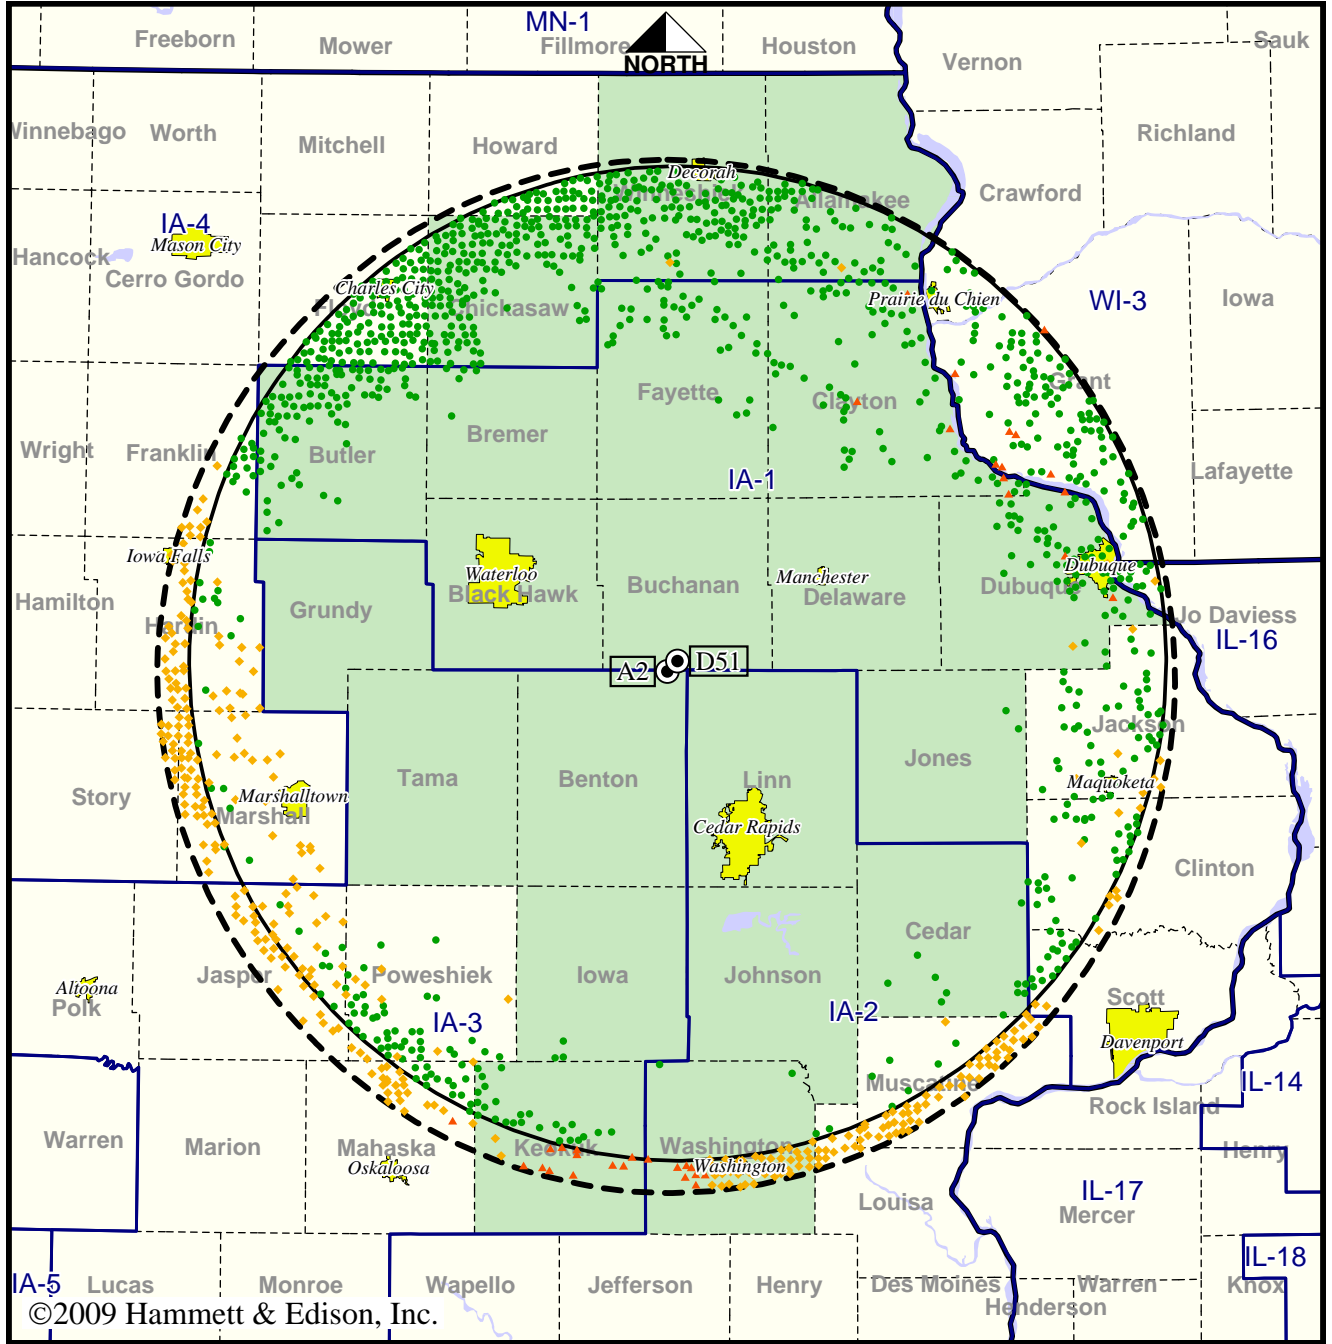 MN-1
Freeborn
Mower
Fillmore
Houston
Sauk
NORTH
Vernon
Winnebago
Worth
Mitchell
Howard
Richland
Decorah
Winneshiek
Allamakee
Crawford
IA-4
Mason City
Hancock
Cerro Gordo
Charles City
Floyd
Chickasaw
Prairie du Chien
WI-3
Iowa
Fayette
Grant
Clayton
Wright
Franklin
Butler
Bremer
IA-1
Lafayette
Iowa Falls
Waterloo
Black Hawk
Buchanan
Manchester
Delaware
Dubuque
Dubuque
Hamilton
Grundy
Hardin
Jo Daviess
IL-16
A2
D51
Jackson
Story
Marshalltown
Marshall
Tama
Benton
Linn
Jones
Maquoketa
Cedar Rapids
Clinton
Cedar
Altoona
Polk
Jasper
Poweshiek
Iowa
Johnson
Scott
IA-3
IA-2
Davenport
Muscatine
IL-14
Rock Island
Warren
Marion
Mahaska
Oskaloosa
Keokuk
Washington
Washington
Henry
Louisa
IL-17
Mercer
IA-5
Lucas
Monroe
Wapello
Jefferson
Henry
Des Moines
Henderson
Warren
IL-18
Knox
©2009 Hammett & Edison, Inc.